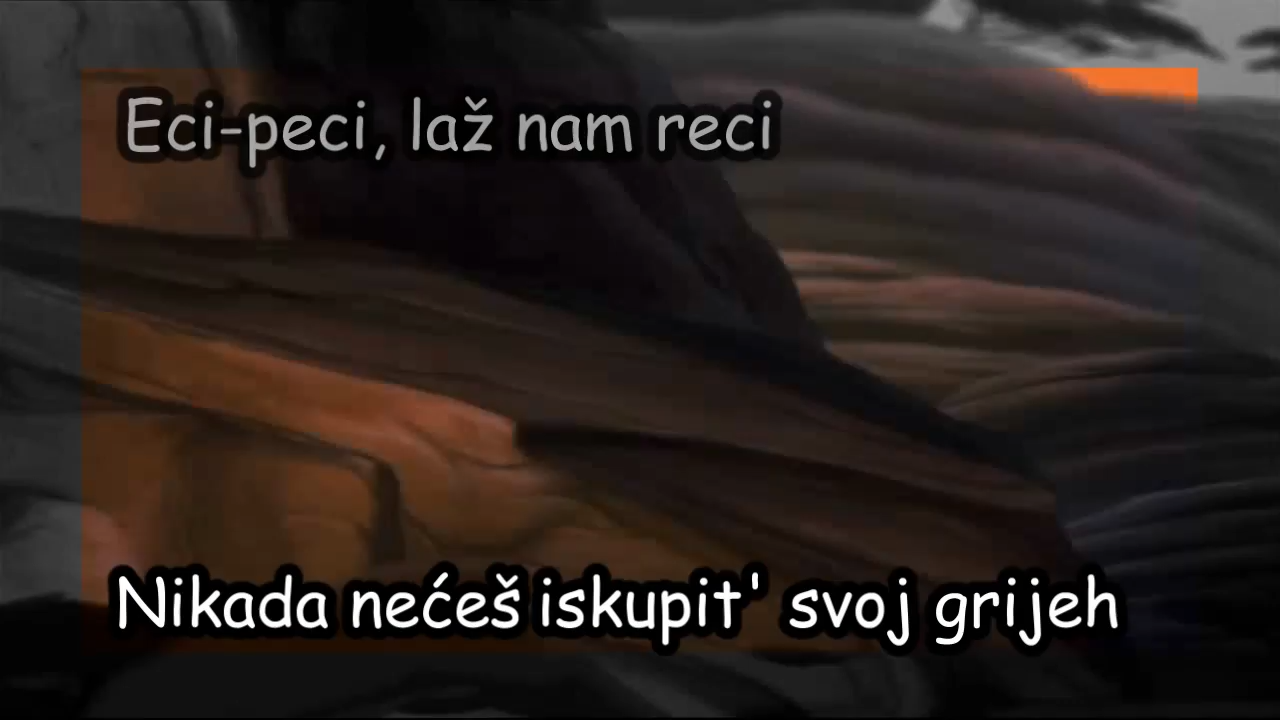 Eci-peci, laž nam reci
Nikada nećeš iskupit' svoj grijeh